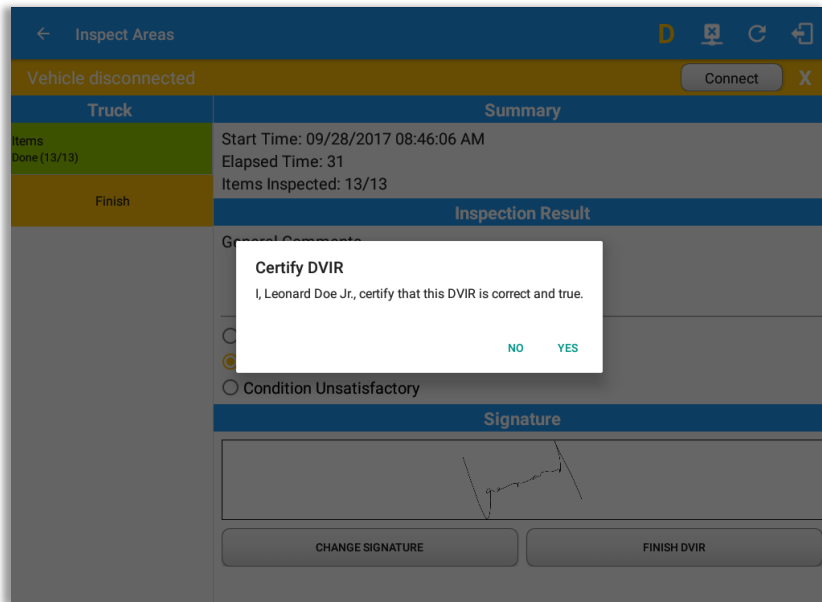 Inspect Areas
D
Vehicle disconnected
Connect
X
Truck
Items
Done (13/13)
Finish
Summary
Start Time: 09/28/2017 08:46:06 AM
Elapsed Time: 31
Items Inspected: 13/13
Inspection Result
General Comments
Certify DVIR
I, Leonard Doe Jr., certify that this DVIR is correct and true.
NO YES
Condition Unsatisfactory
Signature
CHANGE SIGNATURE
FINISH DVIR